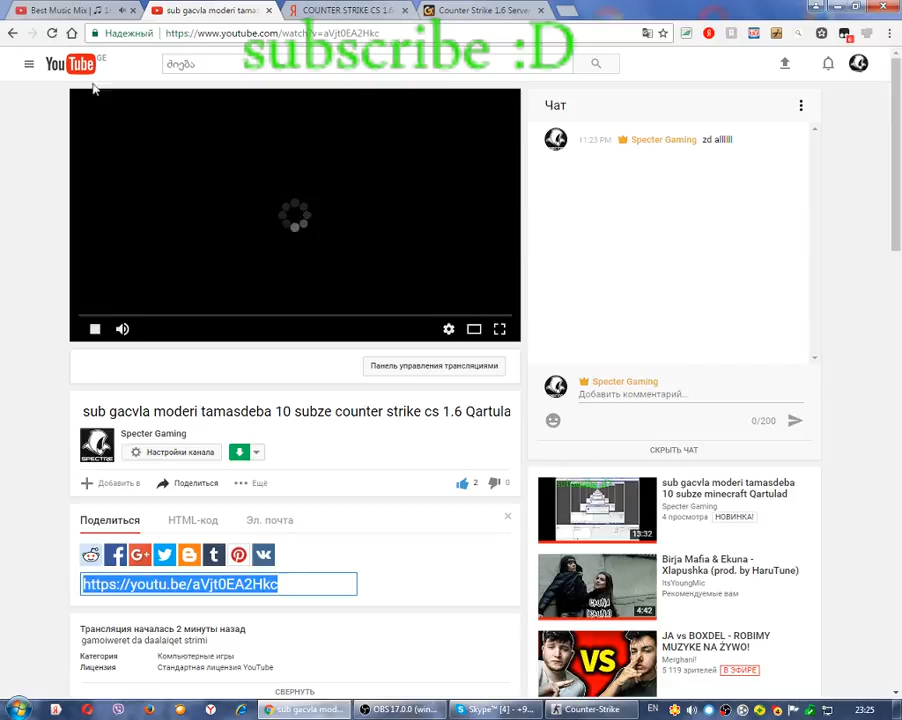 Best Music Mix | ♫ 1
sub gacvla moderi tamas
COUNTER STRIKE CS 1.6
Counter Strike 1.6 Server
Надежный
https://www.youtube.com/watch?v=aVjt0EA2Hkc
subscribe :D
YouTube GE
ძიება
Чат
11:23 PM Specter Gaming zd alllllll
Панель управления трансляциями
sub gacvla moderi tamasdeba 10 subze counter strike cs 1.6 Qartula
Specter Gaming
Настройки канала
Добавить в
Поделиться
Ещё
2
0
Specter Gaming
Добавить комментарий...
0/200
СКРЫТЬ ЧАТ
Поделиться
HTML-код
Эл. почта
https://youtu.be/aVjt0EA2Hkc
Трансляция началась 2 минуты назад
gamoiweret da daalaiqet strimi
Категория
Компьютерные игры
Лицензия
Стандартная лицензия YouTube
СВЕРНУТЬ
sub gacvla moderi tamasdeba
10 subze minecraft Qartulad
Specter Gaming
4 просмотра НОВИНКА!
13:32
Birja Mafia & Ekuna -
Xlapushka (prod. by HaruTune)
ItsYoungMic
Рекомендуемые вам
4:42
JA vs BOXDEL - ROBIMY
MUZYKE NA ŻYWO!
Merghani!
5 119 зрителей В ЭФИРЕ
VS
SPECTRE
sub gacvla mod...
OBS 17.0.0 (win...
Skype™ [4] - +9...
Counter-Strike
EN
23:25